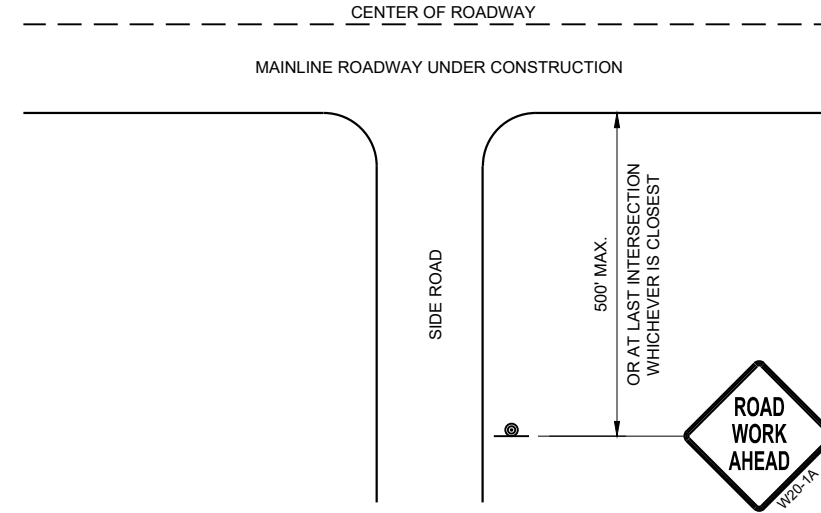 CENTER OF ROADWAY
MAINLINE ROADWAY UNDER CONSTRUCTION
SIDE ROAD
500' MAX.
OR AT LAST INTERSECTION
WHICHEVER IS CLOSEST
ROAD
WORK
AHEAD
W20-1A